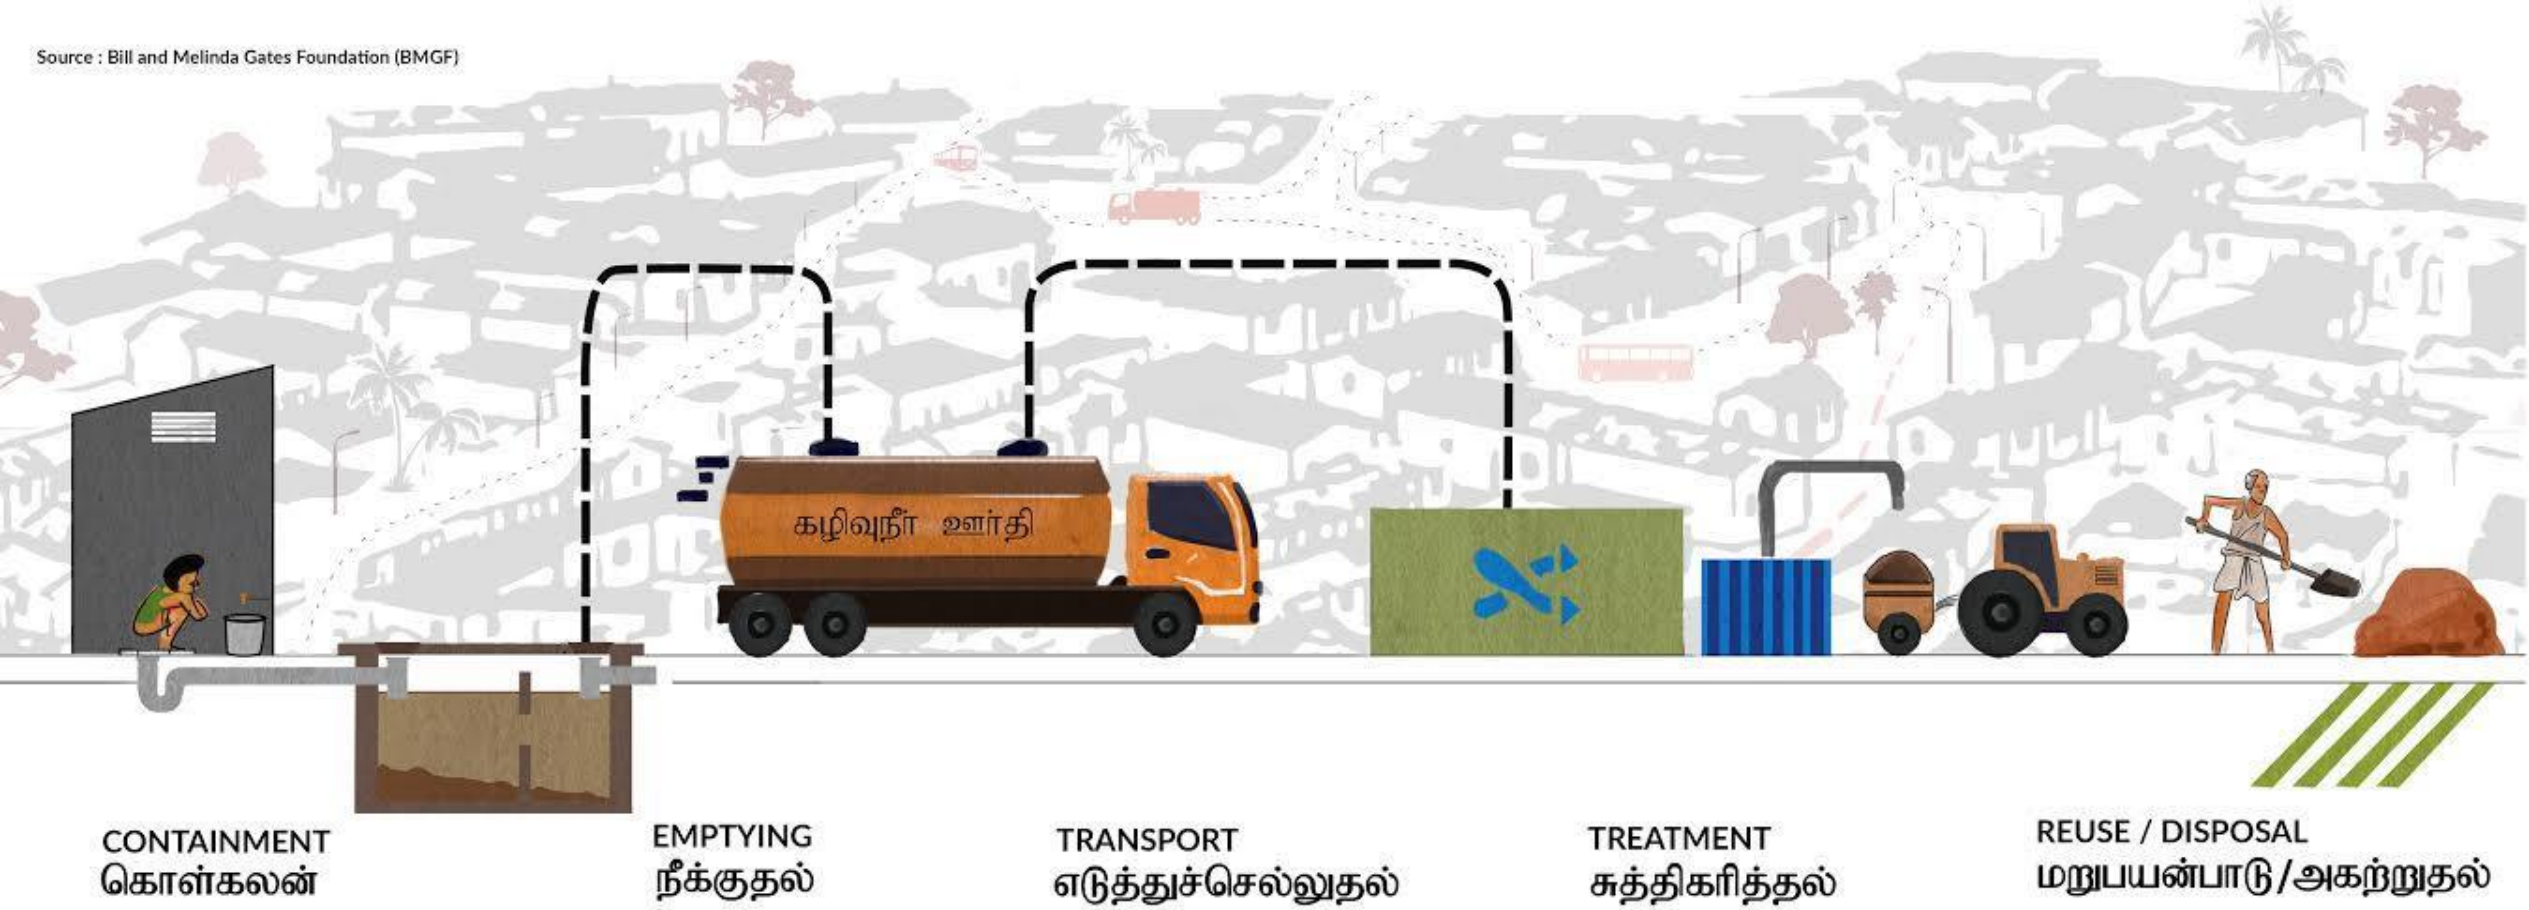 Source : Bill and Melinda Gates Foundation (BMGF)
கழிவுநீர் ஊர்தி
CONTAINMENT
கொள்கலன்
EMPTYING
நீக்குதல்
TRANSPORT
எடுத்துச்செல்லுதல்
TREATMENT
சுத்திகரித்தல்
REUSE / DISPOSAL
மறுபயன்பாடு/அகற்றுதல்